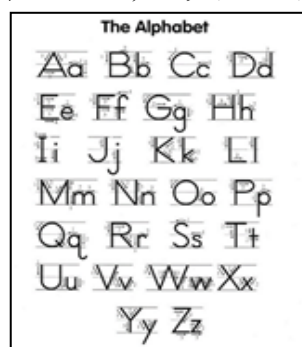 The Alphabet
Aa Bb Cc Dd
Ee Ff Gg Hh
Ii Jj Kk Ll
Mm Nn Oo Pp
Qq Rr Ss Tt
Uu Vv Ww Xx
Yy Zz